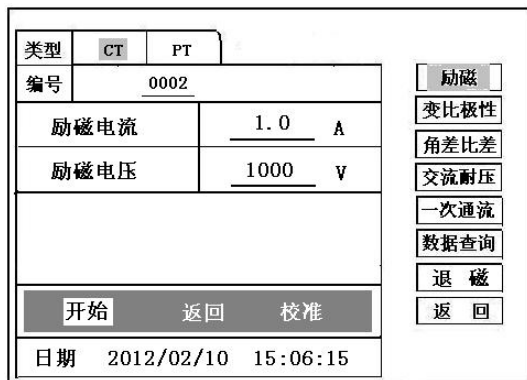 类型 CT PT
编号 0002
励磁电流 1.0 A
励磁电压 1000 V
开始 返回 校准
日期 2012/02/10 15:06:15
励磁
变比极性
角差比差
交流耐压
一次通流
数据查询
退 磁
返 回